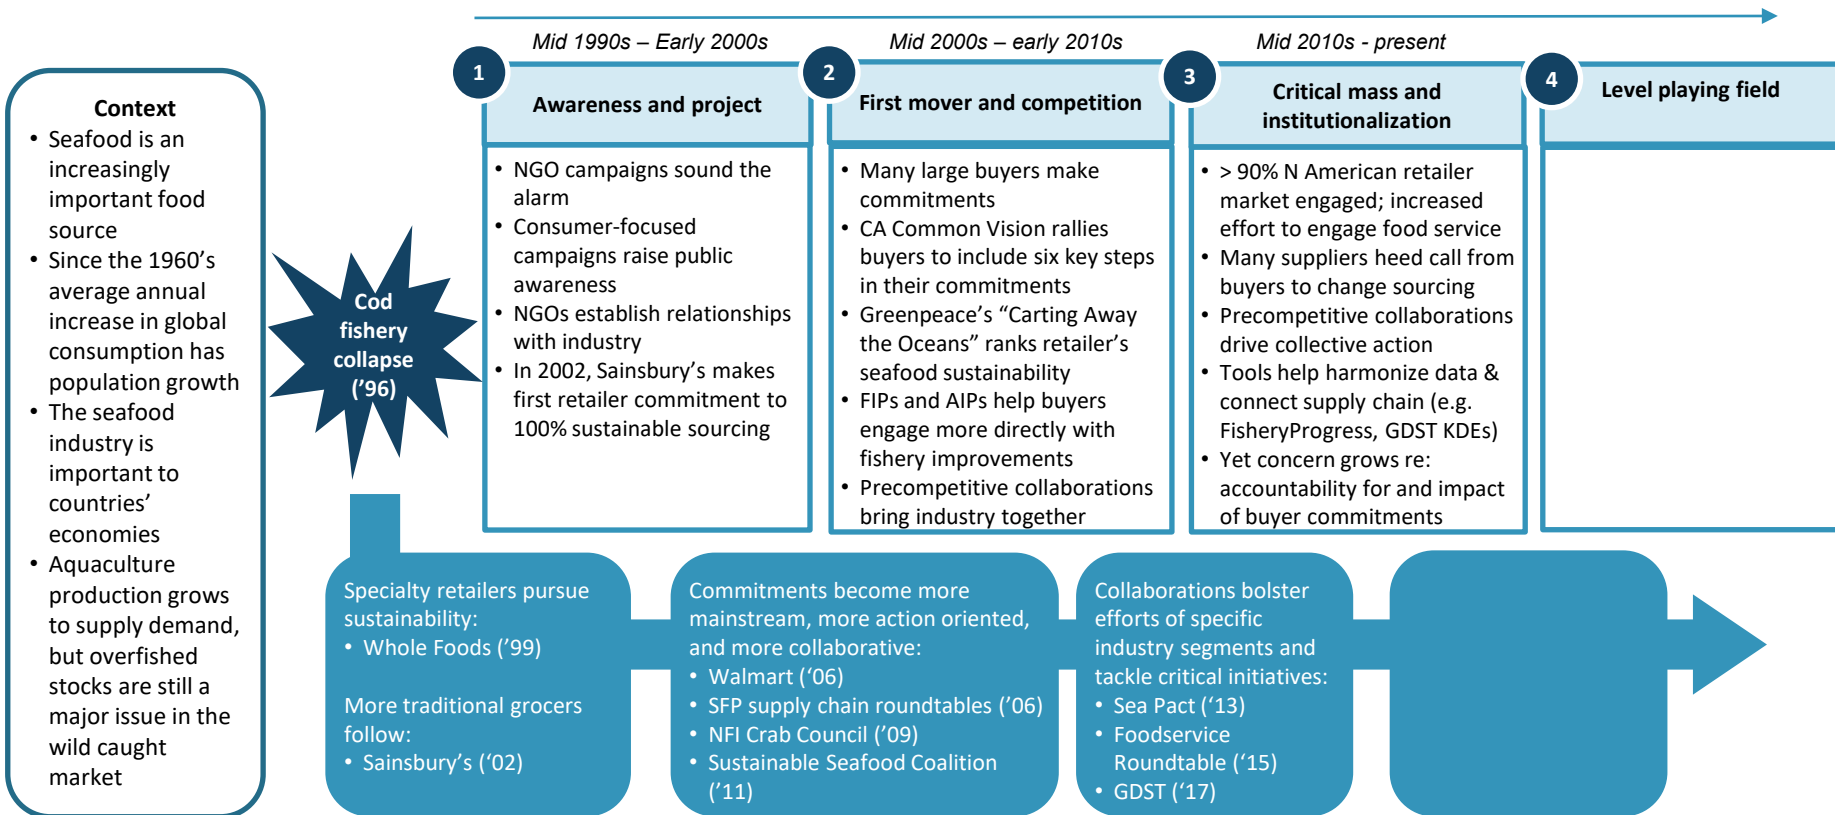 Mid 1990s – Early 2000s
Mid 2000s – early 2010s
Mid 2010s - present
Context
• Seafood is an
increasingly
important food
source
• Since the 1960’s
average annual
increase in global
consumption has
population growth
• The seafood
industry is
important to
countries’
economies
• Aquaculture
production grows
to supply demand,
but overfished
stocks are still a
major issue in the
wild caught
market
Cod
fishery
collapse
(’96)
1
Awareness and project
• NGO campaigns sound the
alarm
• Consumer-focused
campaigns raise public
awareness
• NGOs establish relationships
with industry
• In 2002, Sainsbury’s makes
first retailer commitment to
100% sustainable sourcing
2
First mover and competition
• Many large buyers make
commitments
• CA Common Vision rallies
buyers to include six key steps
in their commitments
• Greenpeace’s “Carting Away
the Oceans” ranks retailer’s
seafood sustainability
• FIPs and AIPs help buyers
engage more directly with
fishery improvements
• Precompetitive collaborations
bring industry together
3
Critical mass and
institutionalization
• > 90% N American retailer
market engaged; increased
effort to engage food service
• Many suppliers heed call from
buyers to change sourcing
• Precompetitive collaborations
drive collective action
• Tools help harmonize data &
connect supply chain (e.g.
FisheryProgress, GDST KDEs)
• Yet concern grows re:
accountability for and impact
of buyer commitments
4
Level playing field
Specialty retailers pursue
sustainability:
• Whole Foods (’99)
More traditional grocers
follow:
• Sainsbury’s (‘02)
Commitments become more
mainstream, more action oriented,
and more collaborative:
• Walmart (‘06)
• SFP supply chain roundtables (’06)
• NFI Crab Council (’09)
• Sustainable Seafood Coalition
(’11)
Collaborations bolster
efforts of specific
industry segments and
tackle critical initiatives:
• Sea Pact (‘13)
• Foodservice
Roundtable (‘15)
• GDST (‘17)